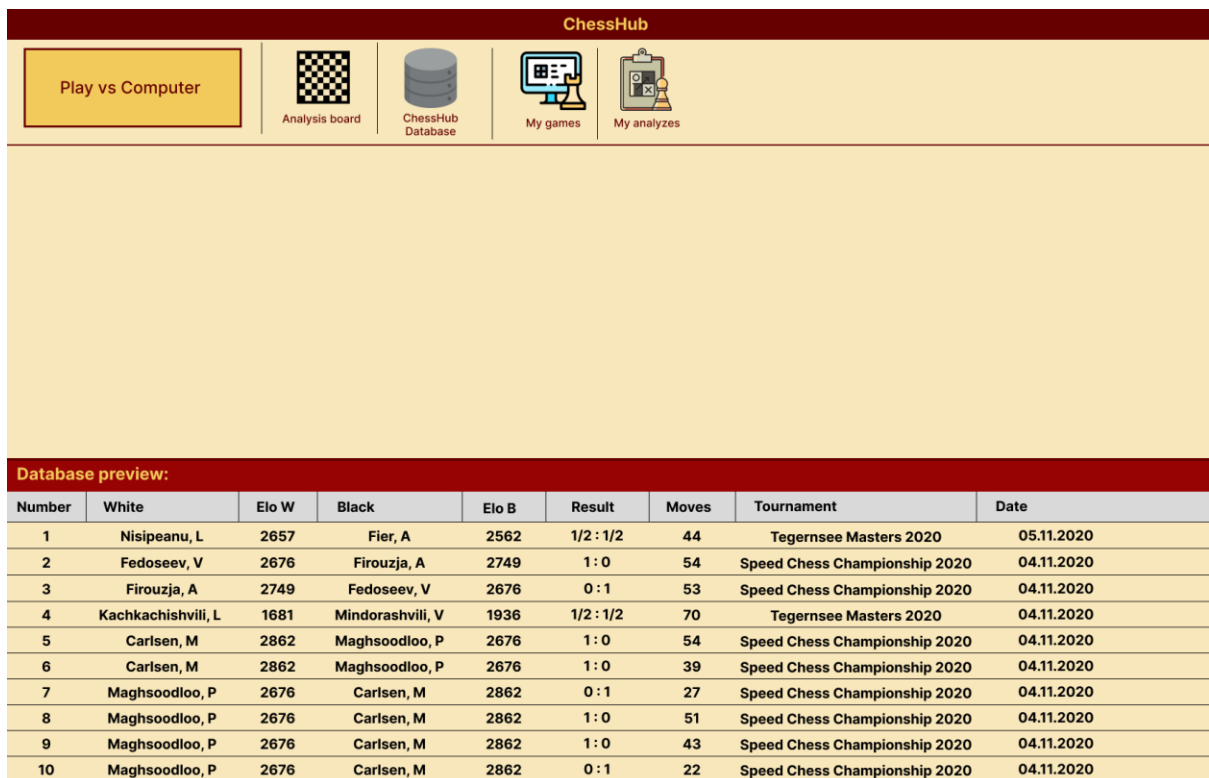 ChessHub
Play vs Computer
Analysis board
ChessHub
Database
My games
My analyzes
Database preview:
Number White Elo W Black Elo B Result Moves Tournament Date
1 Nisipeanu, L 2657 Fier, A 2562 1/2 : 1/2 44 Tegernsee Masters 2020 05.11.2020
2 Fedoseev, V 2676 Firouzja, A 2749 1 : 0 54 Speed Chess Championship 2020 04.11.2020
3 Firouzja, A 2749 Fedoseev, V 2676 0 : 1 53 Speed Chess Championship 2020 04.11.2020
4 Kachkachishvili, L 1681 Mindorashvili, V 1936 1/2 : 1/2 70 Tegernsee Masters 2020 04.11.2020
5 Carlsen, M 2862 Maghsoodloo, P 2676 1 : 0 54 Speed Chess Championship 2020 04.11.2020
6 Carlsen, M 2862 Maghsoodloo, P 2676 1 : 0 39 Speed Chess Championship 2020 04.11.2020
7 Maghsoodloo, P 2676 Carlsen, M 2862 0 : 1 27 Speed Chess Championship 2020 04.11.2020
8 Maghsoodloo, P 2676 Carlsen, M 2862 1 : 0 51 Speed Chess Championship 2020 04.11.2020
9 Maghsoodloo, P 2676 Carlsen, M 2862 1 : 0 43 Speed Chess Championship 2020 04.11.2020
10 Maghsoodloo, P 2676 Carlsen, M 2862 0 : 1 22 Speed Chess Championship 2020 04.11.2020